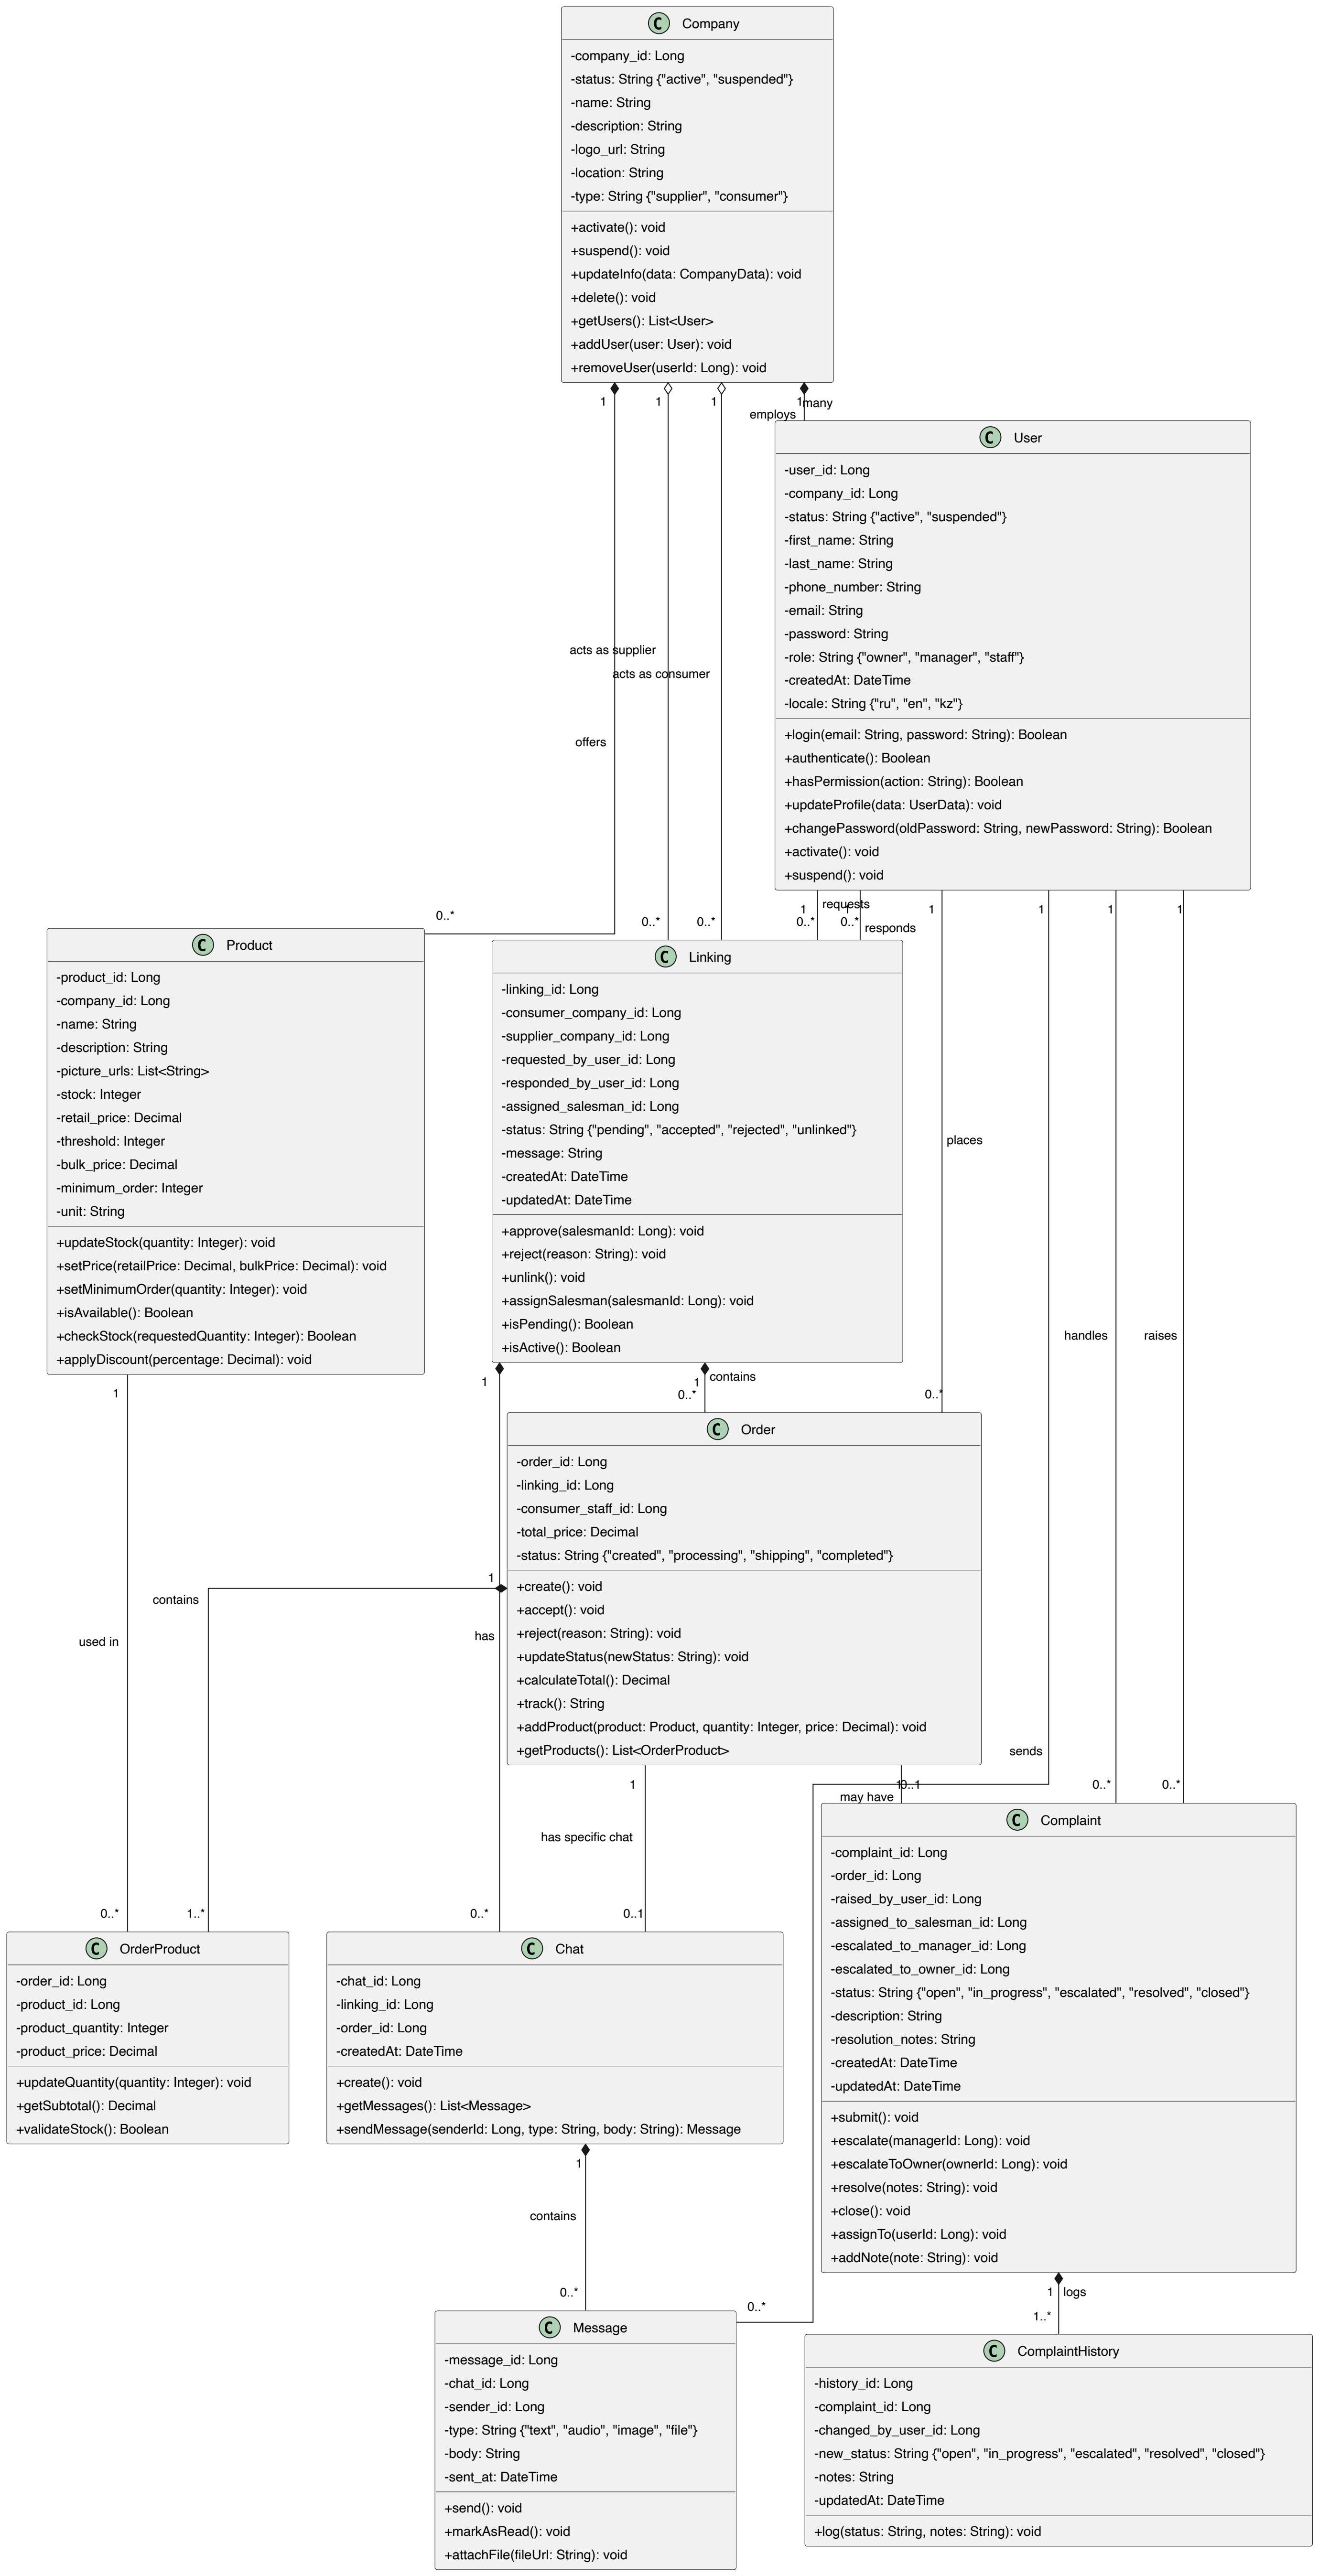 C Company
-company_id: Long
-status: String {"active", "suspended"}
-name: String
-description: String
-logo_url: String
-location: String
-type: String {"supplier", "consumer"}
+activate(): void
+suspend(): void
+updateInfo(data: CompanyData): void
+delete(): void
+getUsers(): List<User>
+addUser(user: User): void
+removeUser(userId: Long): void
1
1
1
1
many
employs
C User
-user_id: Long
-company_id: Long
-status: String {"active", "suspended"}
-first_name: String
-last_name: String
-phone_number: String
-email: String
-password: String
-role: String {"owner", "manager", "staff"}
-createdAt: DateTime
-locale: String {"ru", "en", "kz"}
+login(email: String, password: String): Boolean
+authenticate(): Boolean
+hasPermission(action: String): Boolean
+updateProfile(data: UserData): void
+changePassword(oldPassword: String, newPassword: String): Boolean
+activate(): void
+suspend(): void
acts as supplier
acts as consumer
offers
0..*
0..*
0..*
1
requests
0..*
1
0..*
responds
1
1
1
1
C Product
-product_id: Long
-company_id: Long
-name: String
-description: String
-picture_urls: List<String>
-stock: Integer
-retail_price: Decimal
-threshold: Integer
-bulk_price: Decimal
-minimum_order: Integer
-unit: String
+updateStock(quantity: Integer): void
+setPrice(retailPrice: Decimal, bulkPrice: Decimal): void
+setMinimumOrder(quantity: Integer): void
+isAvailable(): Boolean
+checkStock(requestedQuantity: Integer): Boolean
+applyDiscount(percentage: Decimal): void
C Linking
-linking_id: Long
-consumer_company_id: Long
-supplier_company_id: Long
-requested_by_user_id: Long
-responded_by_user_id: Long
-assigned_salesman_id: Long
-status: String {"pending", "accepted", "rejected", "unlinked"}
-message: String
-createdAt: DateTime
-updatedAt: DateTime
+approve(salesmanId: Long): void
+reject(reason: String): void
+unlink(): void
+assignSalesman(salesmanId: Long): void
+isPending(): Boolean
+isActive(): Boolean
places
handles
raises
1
1
1
contains
0..*
0..*
C Order
-order_id: Long
-linking_id: Long
-consumer_staff_id: Long
-total_price: Decimal
-status: String {"created", "processing", "shipping", "completed"}
+create(): void
+accept(): void
+reject(reason: String): void
+updateStatus(newStatus: String): void
+calculateTotal(): Decimal
+track(): String
+addProduct(product: Product, quantity: Integer, price: Decimal): void
+getProducts(): List<OrderProduct>
1
contains
used in
has
sends
1
1
0..1
0..*
0..*
may have
has specific chat
0..*
1..*
0..*
0..1
C Complaint
-complaint_id: Long
-order_id: Long
-raised_by_user_id: Long
-assigned_to_salesman_id: Long
-escalated_to_manager_id: Long
-escalated_to_owner_id: Long
-status: String {"open", "in_progress", "escalated", "resolved", "closed"}
-description: String
-resolution_notes: String
-createdAt: DateTime
-updatedAt: DateTime
+submit(): void
+escalate(managerId: Long): void
+escalateToOwner(ownerId: Long): void
+resolve(notes: String): void
+close(): void
+assignTo(userId: Long): void
+addNote(note: String): void
C OrderProduct
-order_id: Long
-product_id: Long
-product_quantity: Integer
-product_price: Decimal
+updateQuantity(quantity: Integer): void
+getSubtotal(): Decimal
+validateStock(): Boolean
C Chat
-chat_id: Long
-linking_id: Long
-order_id: Long
-createdAt: DateTime
+create(): void
+getMessages(): List<Message>
+sendMessage(senderId: Long, type: String, body: String): Message
1
contains
0..*
0..*
1
logs
1..*
C Message
-message_id: Long
-chat_id: Long
-sender_id: Long
-type: String {"text", "audio", "image", "file"}
-body: String
-sent_at: DateTime
+send(): void
+markAsRead(): void
+attachFile(fileUrl: String): void
C ComplaintHistory
-history_id: Long
-complaint_id: Long
-changed_by_user_id: Long
-new_status: String {"open", "in_progress", "escalated", "resolved", "closed"}
-notes: String
-updatedAt: DateTime
+log(status: String, notes: String): void